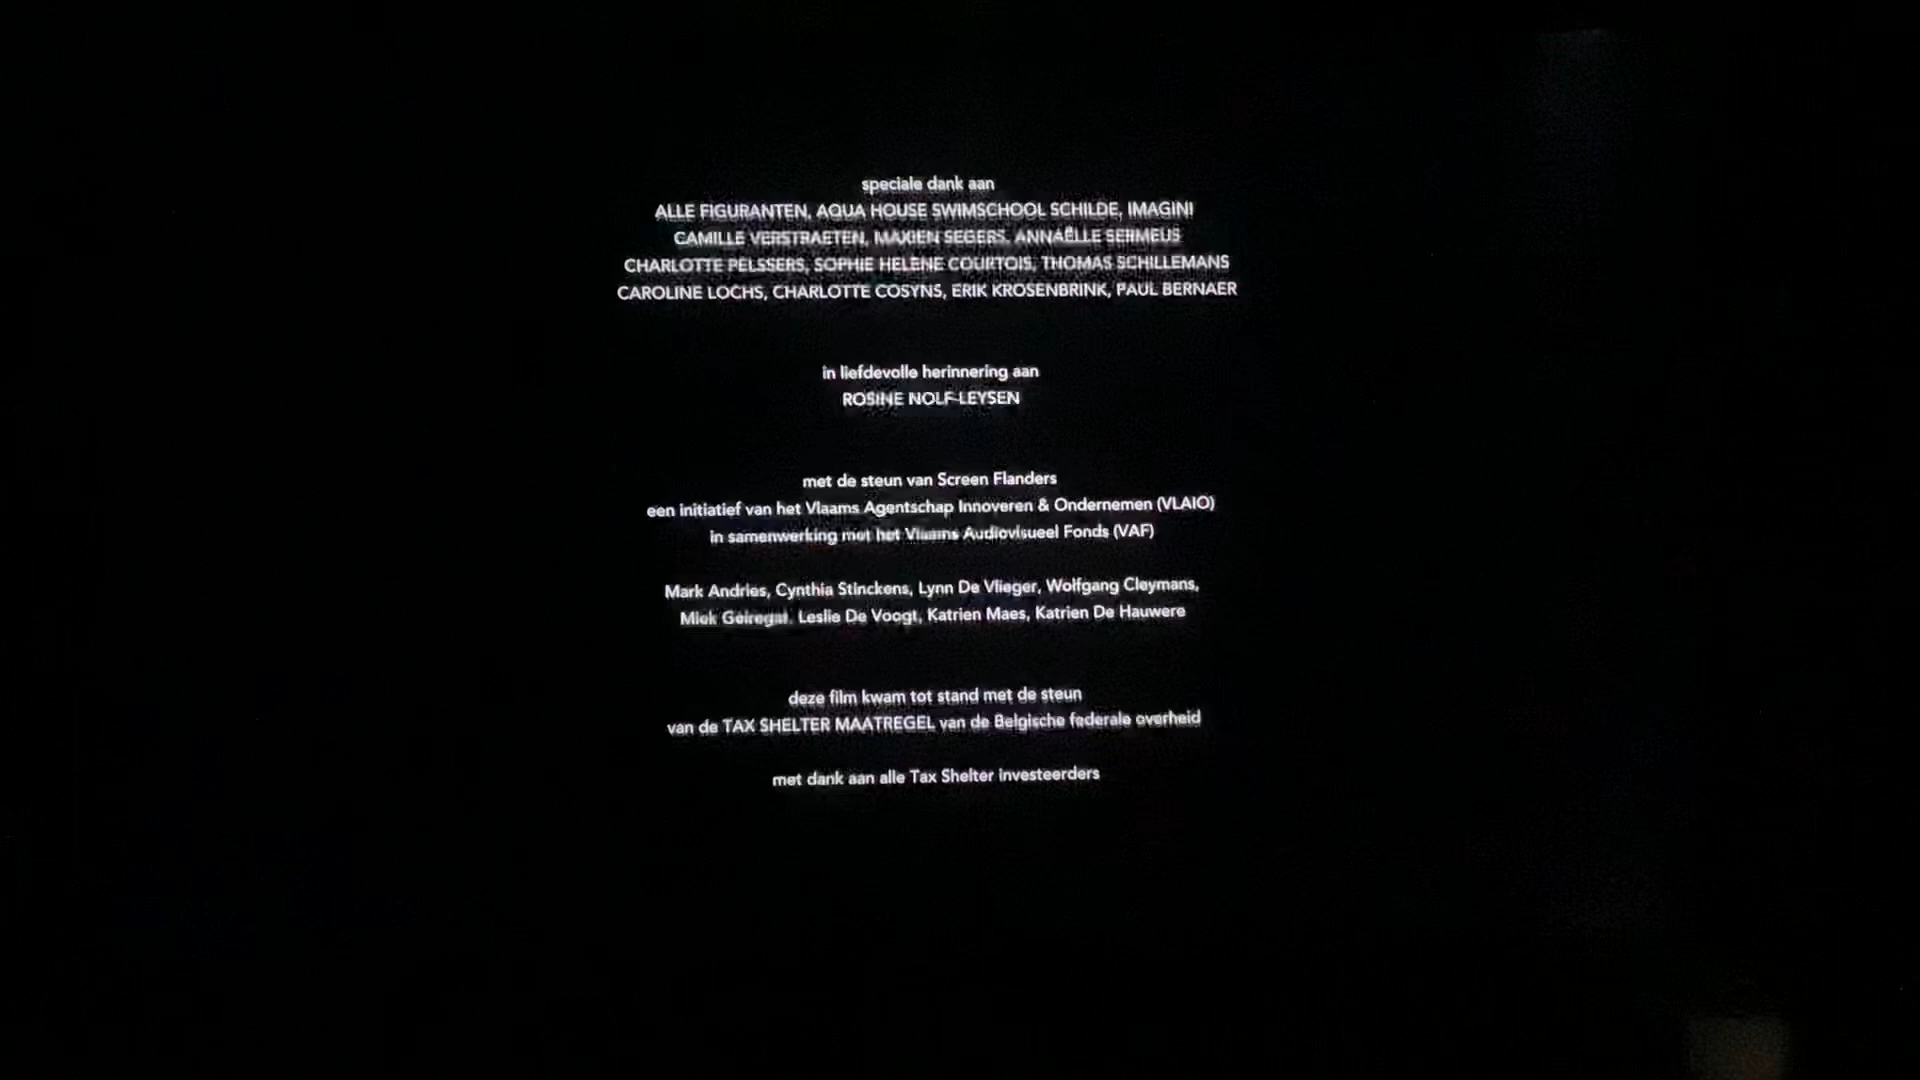 speciale dank aan
ALLE FIGURANTEN, AQUA HOUSE SWIMSCHOOL SCHILDE, IMAGINI
CAMILLE VERSTRAETEN, MAXIEN SEGERS, ANNAËLLE SERMEUS
CHARLOTTE PELSSERS, SOPHIE HELENE COURTOIS, THOMAS SCHILLEMANS
CAROLINE LOCHS, CHARLOTTE COSYNS, ERIK KROSENBRINK, PAUL BERNAER
in liefdevolle herinnering aan
ROSINE NOLF-LEYSEN
met de steun van Screen Flanders
een initiatief van het Vlaams Agentschap Innoveren & Ondernemen (VLAIO)
in samenwerking met het Vlaams Audiovisueel Fonds (VAF)
Mark Andries, Cynthia Stinckens, Lynn De Vlieger, Wolfgang Cleymans,
Leslie De Voogt, Katrien Maes, Katrien De Hauwere
deze film kwam tot stand met de steun
van de TAX SHELTER MAATREGEL van de Belgische federale overheid
met dank aan alle Tax Shelter investeerders